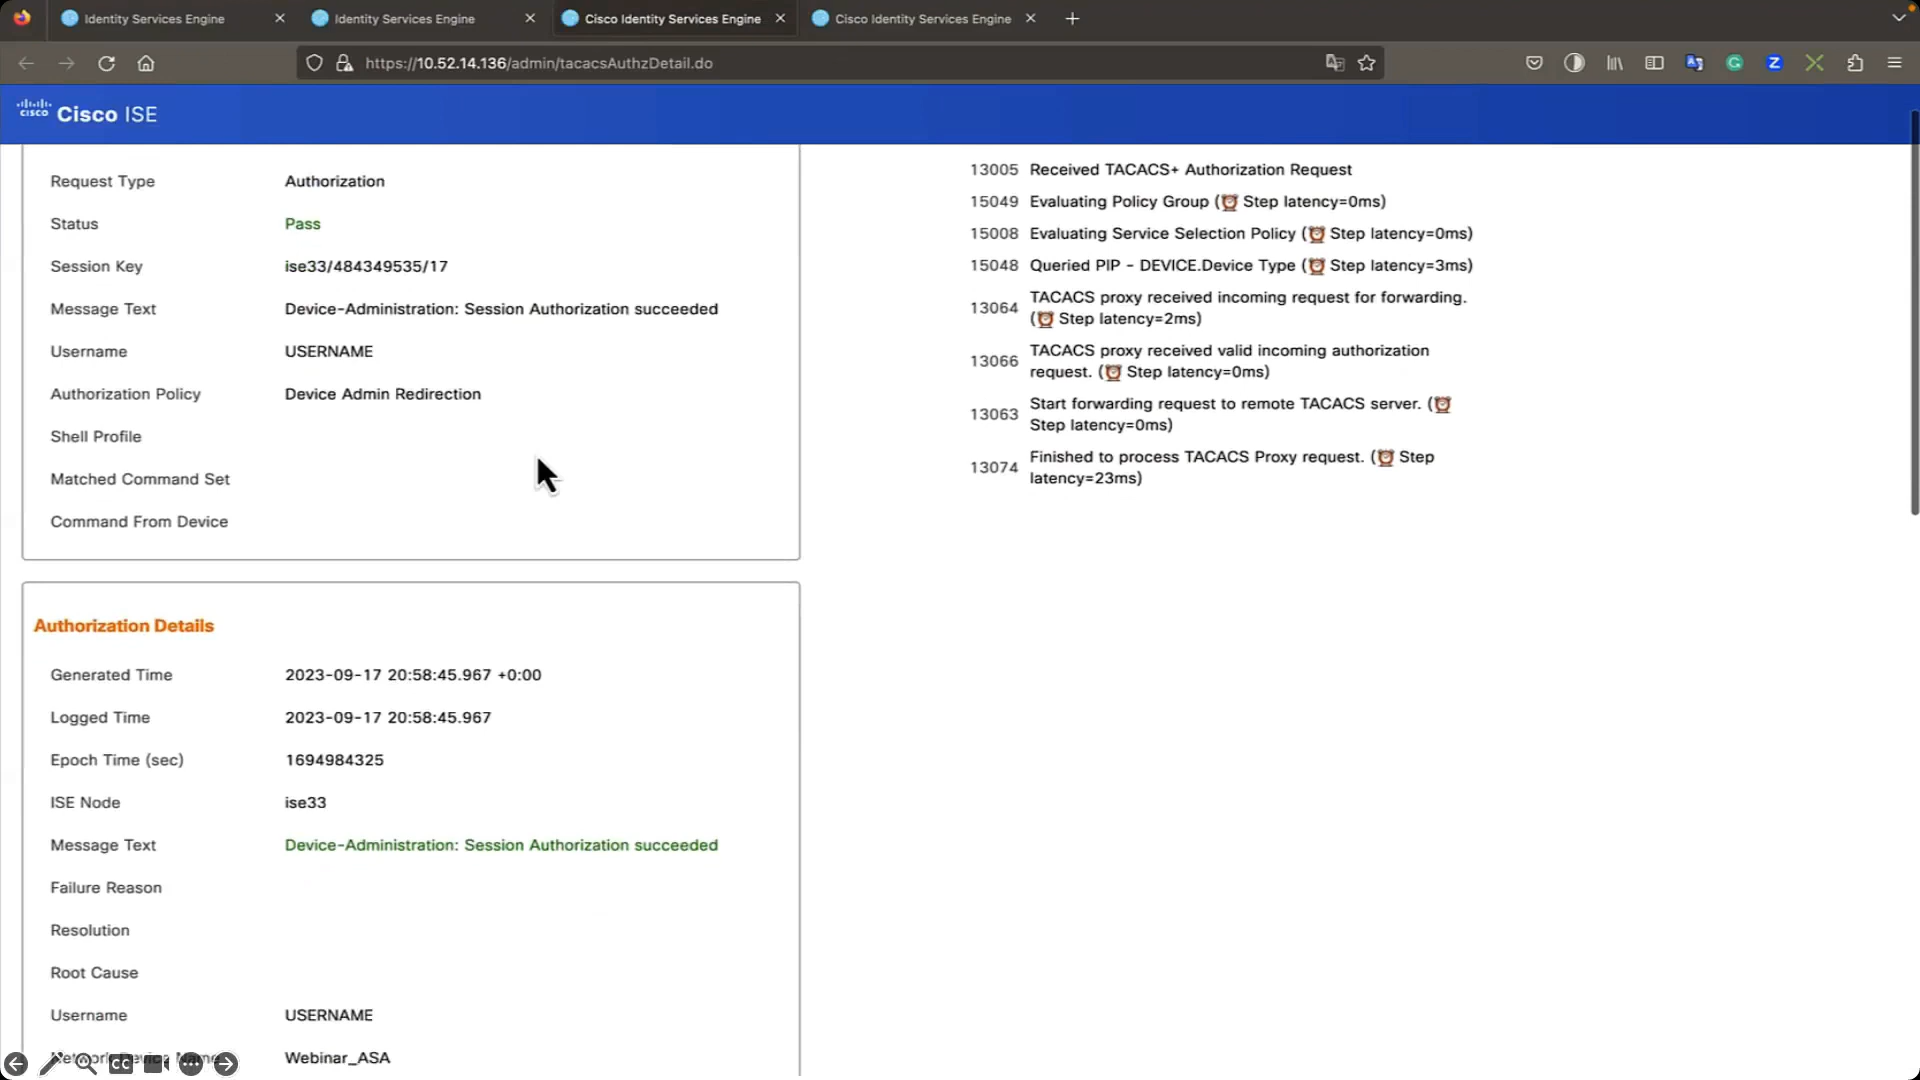 Identity Services Engine
Identity Services Engine
Cisco Identity Services Engine
Cisco Identity Services Engine
https://10.52.14.136/admin/tacacsAuthzDetail.do
cisco Cisco ISE
Request Type Authorization
Status Pass
Session Key ise33/484349535/17
Message Text Device-Administration: Session Authorization succeeded
Username USERNAME
Authorization Policy Device Admin Redirection
Shell Profile
Matched Command Set
Command From Device
13005 Received TACACS+ Authorization Request
15049 Evaluating Policy Group (⏰ Step latency=0ms)
15008 Evaluating Service Selection Policy (⏰ Step latency=0ms)
15048 Queried PIP - DEVICE.Device Type (⏰ Step latency=3ms)
13064 TACACS proxy received incoming request for forwarding.
(⏰ Step latency=2ms)
13066 TACACS proxy received valid incoming authorization
request. (⏰ Step latency=0ms)
13063 Start forwarding request to remote TACACS server. (⏰
Step latency=0ms)
13074 Finished to process TACACS Proxy request. (⏰ Step
latency=23ms)
Authorization Details
Generated Time 2023-09-17 20:58:45.967 +0:00
Logged Time 2023-09-17 20:58:45.967
Epoch Time (sec) 1694984325
ISE Node ise33
Message Text Device-Administration: Session Authorization succeeded
Failure Reason
Resolution
Root Cause
Username USERNAME
Network Device Name Webinar_ASA
CC